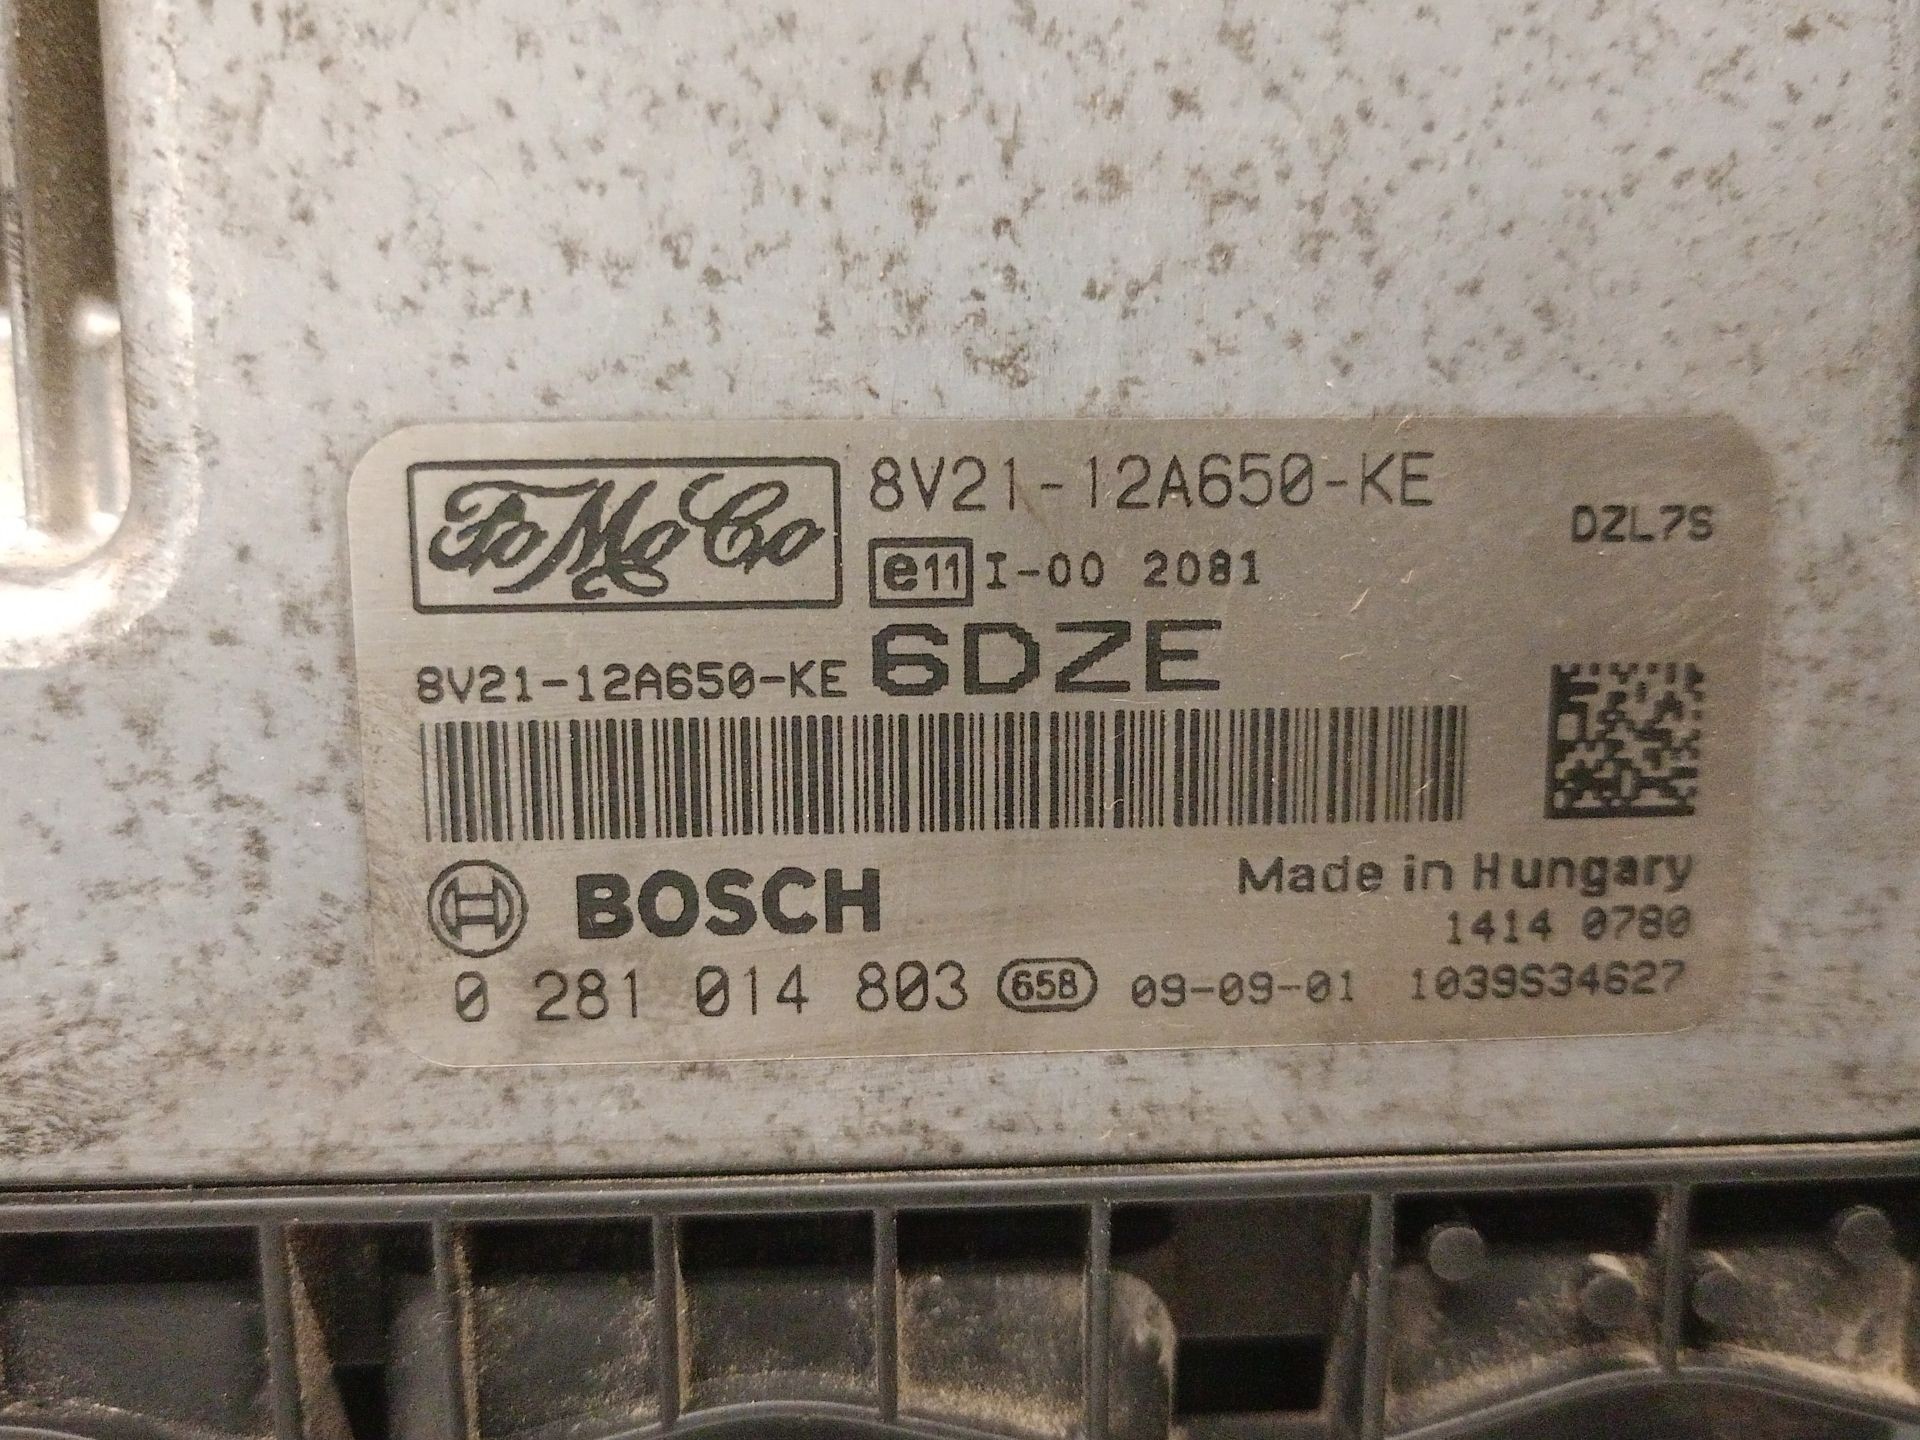 FoMoCo
8V21-12A650-KE
DZL7S
e11 I-00 2081
8V21-12A650-KE
6DZE
BOSCH
Made in Hungary
1414 0780
0 281 014 803 658 09-09-01 1039S34627